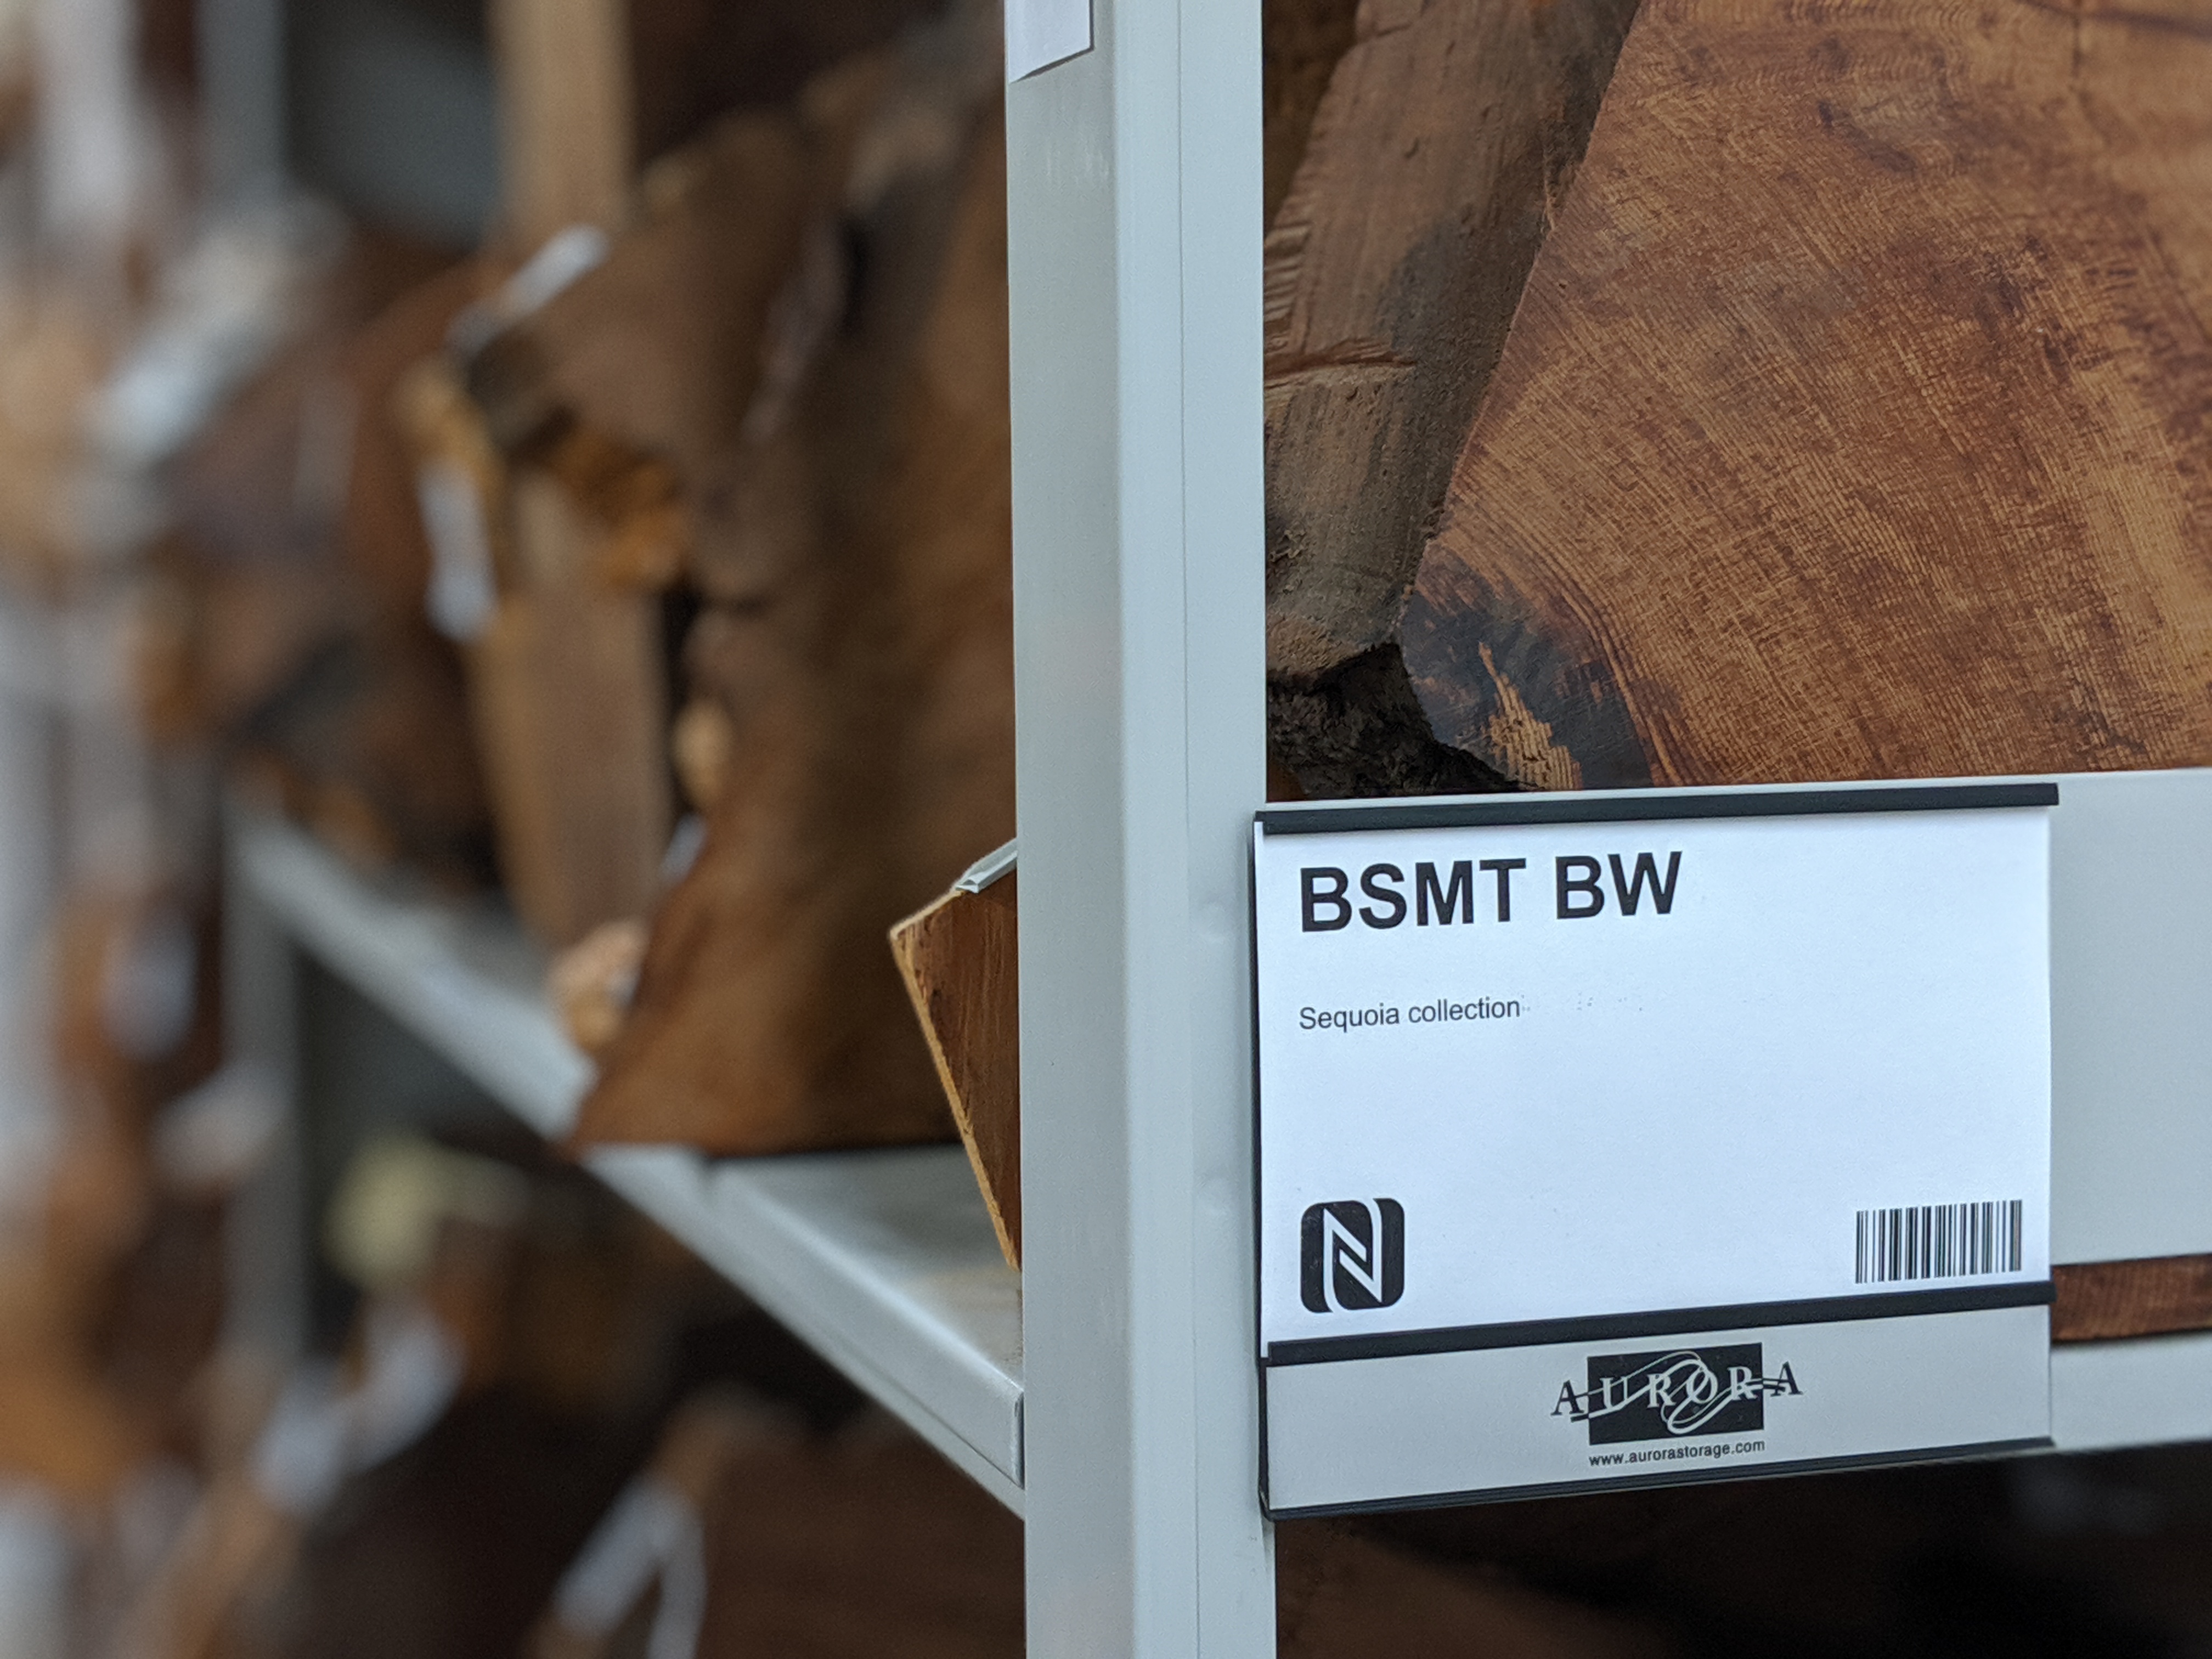 BSMT BW
Sequoia collection
AURORA
www.aurorastorage.com